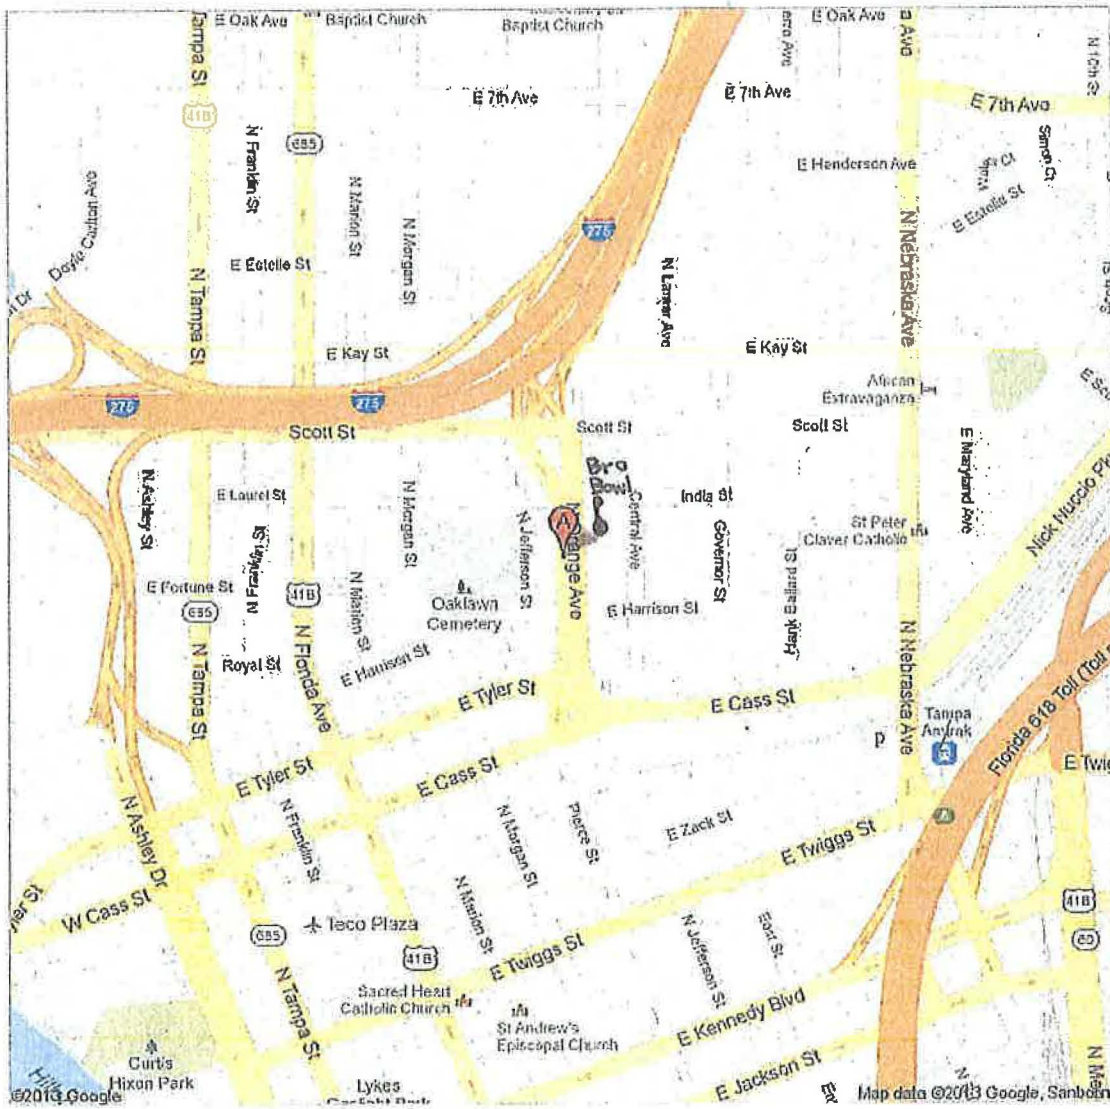 E Oak Ave
Baptist Church
Baptist Church
E Oak Ave
E 7th Ave
E 7th Ave
E 7th Ave
41B
685
N Franklin St
N Marion St
N Morgan St
E Henderson Ave
Simon Ct
E Estelle St
Doyle Carlton Ave
E Estelle St
275
N Lamar Ave
N Nebraska Ave
N Tampa St
E Kay St
E Kay St
275
275
African
Extravaganza
Scott St
Scott St
Scott St
E Maryland Ave
Nick Nuccio
N Ashley St
E Laurel St
N Morgan St
Bro
Bowl
Central Ave
India St
Governor St
St Peter
Claver Catholic
A
N Jefferson St
N Orange Ave
N Franklin St
E Fortune St
685
41B
N Marion St
Oaklawn
Cemetery
E Harrison St
Hank Ballard St
Royal St
E Harrison St
N Tampa St
N Florida Ave
E Tyler St
E Cass St
N Nebraska Ave
Florida 618 Toll (Toll
P
Tampa
Amtrak
E Tyler St
E Cass St
N Ashley Dr
N Franklin St
N Morgan St
Pierce St
E Zack St
E Twiggs St
W Cass St
685
Teco Plaza
N Marion St
41B
E Twiggs St
N Jefferson St
East St
41B
60
Sacred Heart
Catholic Church
St Andrew's
Episcopal Church
E Kennedy Blvd
N Tampa St
Curtis
Hixon Park
Lykes
Gaslight Park
E Jackson St
©2013 Google
Map data ©2013 Google, Sanborn